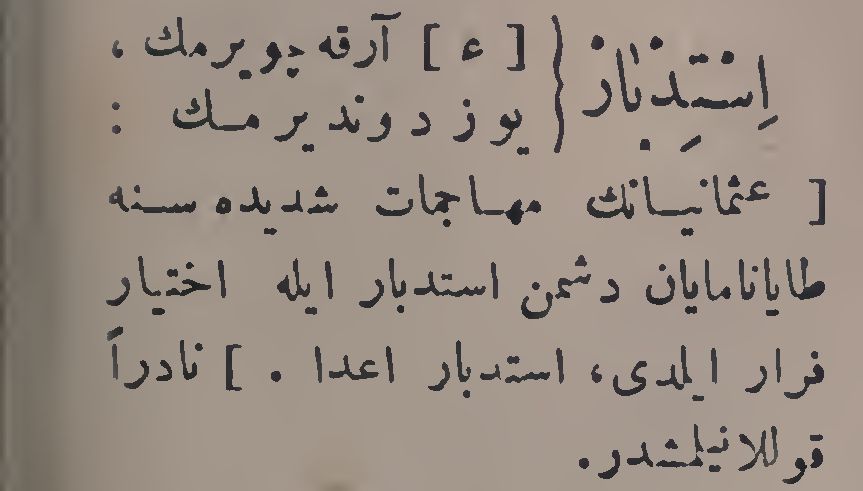 اِسْتِدْبَار { [ ء ] آرقه چویرمك ،
یوز دوندیرمك :
[ عثمانیانك مهاجمات شدیده سنه
طایانامایان دشمن استدبار ایله اختیار
فرار ایلدی، استدبار اعدا . ] نادراً
قوللانیلمشدر.